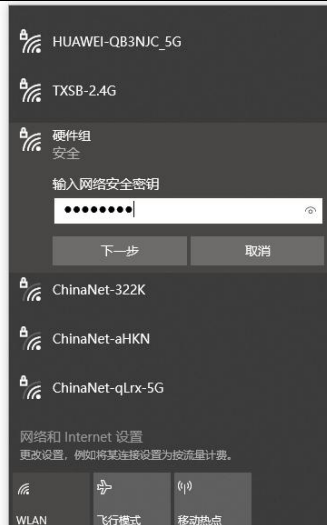 HUAWEI-QB3NJC_5G
TXSB-2.4G
硬件组
安全
输入网络安全密钥
●●●●●●●●
下一步
取消
ChinaNet-322K
ChinaNet-aHKN
ChinaNet-qLrx-5G
网络和 Internet 设置
更改设置，例如将某连接设置为按流量计费。
WLAN
飞行模式
移动热点